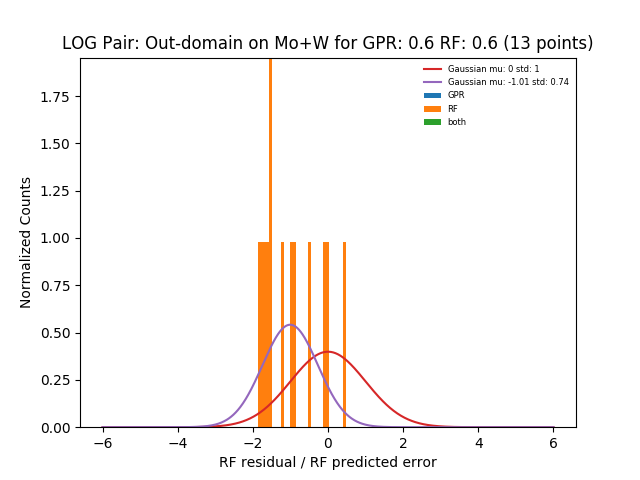 LOG Pair: Out-domain on Mo+W for GPR: 0.6 RF: 0.6 (13 points)
Gaussian mu: 0 std: 1
Gaussian mu: -1.01 std: 0.74
GPR
RF
both
Normalized Counts
1.75
1.50
1.25
1.00
0.75
0.50
0.25
0.00
−6
−4
−2
0
2
4
6
RF residual / RF predicted error